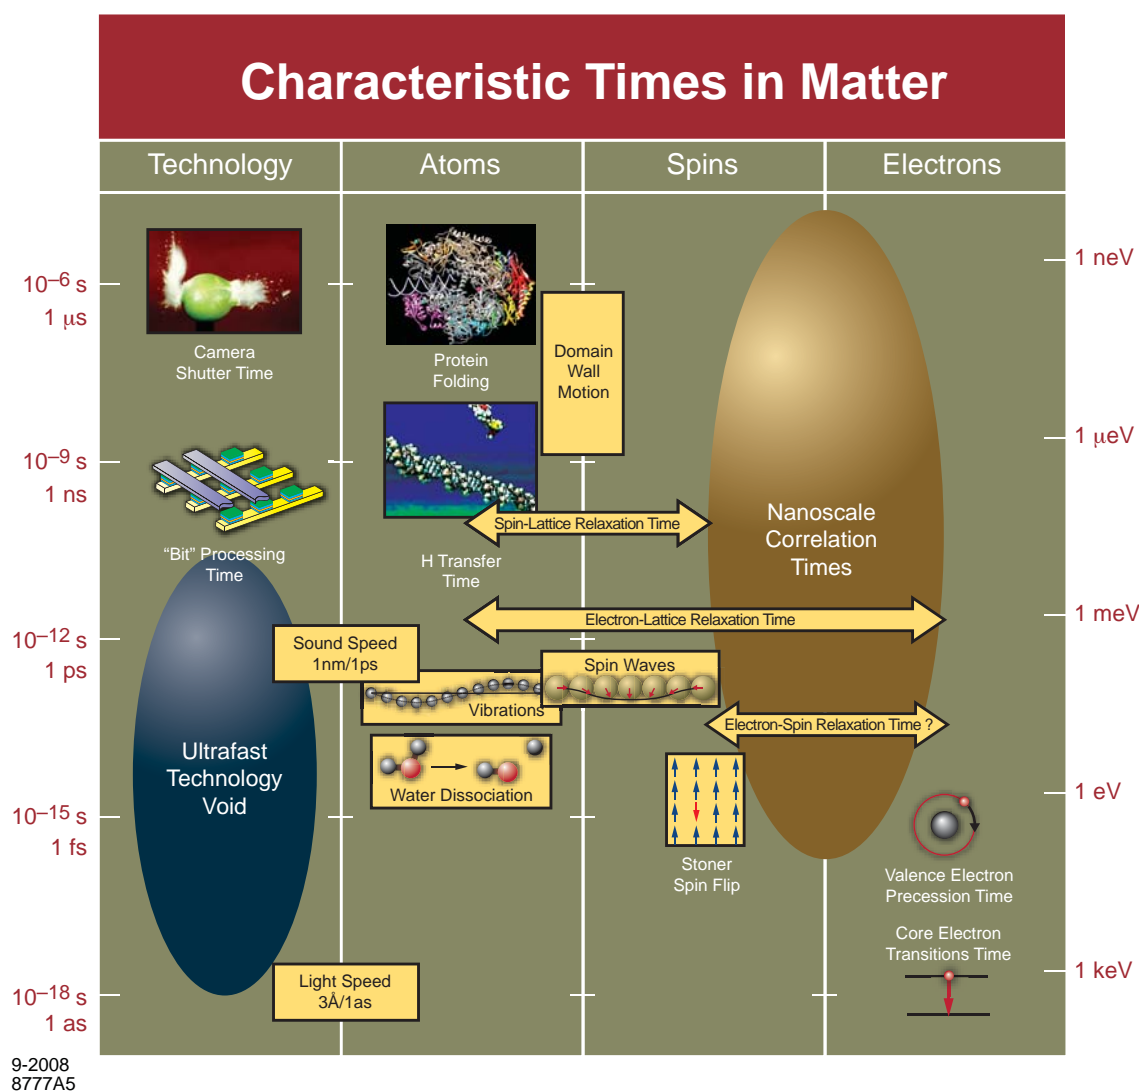 Characteristic Times in Matter
Technology
Atoms
Spins
Electrons
10–6 s
1 μs
10–9 s
1 ns
10–12 s
1 ps
10–15 s
1 fs
10–18 s
1 as
Camera
Shutter Time
"Bit" Processing
Time
Ultrafast
Technology
Void
Sound Speed
1nm/1ps
Light Speed
3Å/1as
Protein
Folding
Domain
Wall
Motion
H Transfer
Time
Spin-Lattice Relaxation Time
Electron-Lattice Relaxation Time
Vibrations
Spin Waves
Water Dissociation
Electron-Spin Relaxation Time ?
Stoner
Spin Flip
Nanoscale
Correlation
Times
Valence Electron
Precession Time
Core Electron
Transitions Time
1 neV
1 μeV
1 meV
1 eV
1 keV
9-2008
8777A5